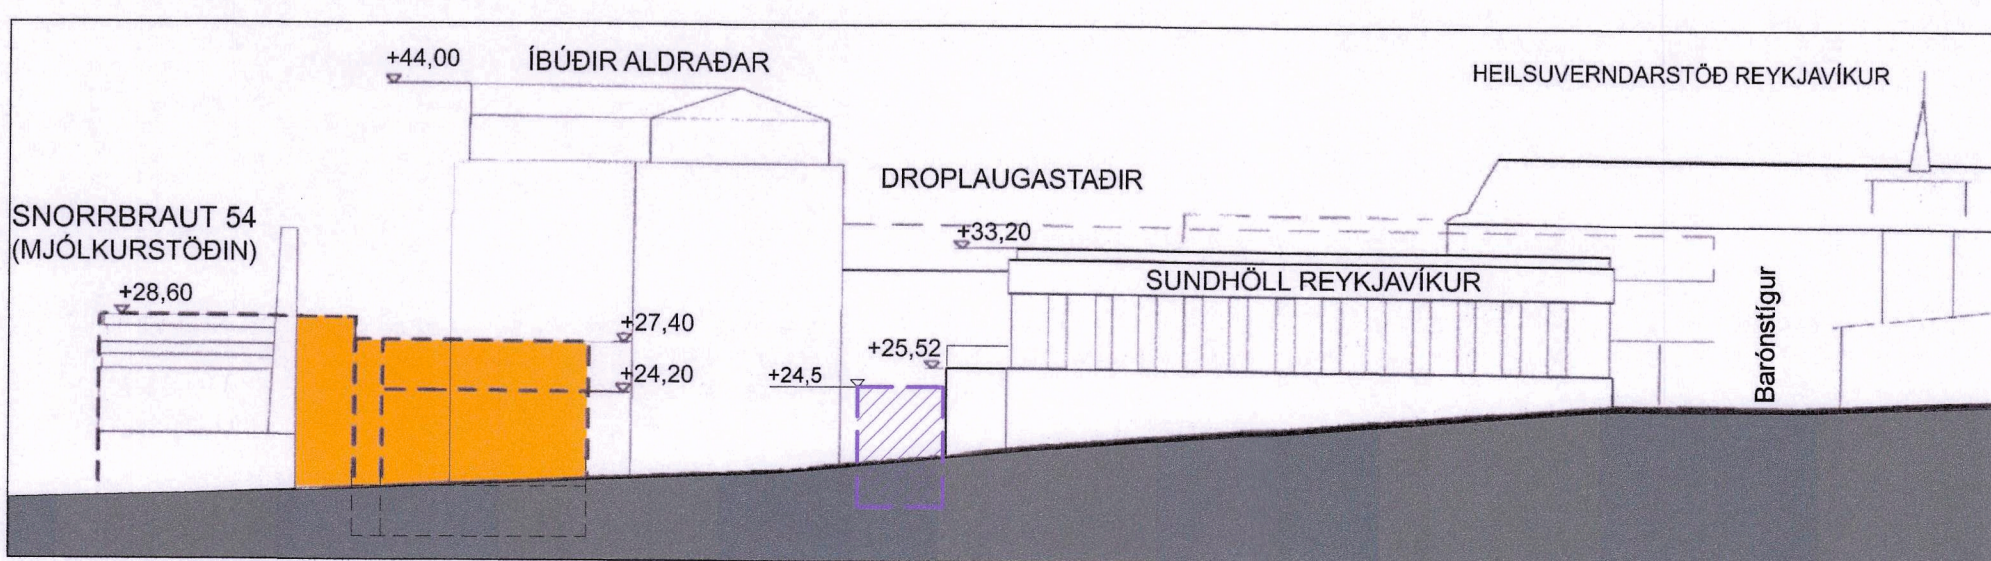 +44,00
ÍBÚÐIR ALDRAÐAR
HEILSUVERNDARSTÖÐ REYKJAVÍKUR
DROPLAUGASTAÐIR
SNORRBRAUT 54
(MJÓLKURSTÖÐIN)
+33,20
SUNDHÖLL REYKJAVÍKUR
+28,60
+27,40
+25,52
+24,20
+24,5
Barónstígur